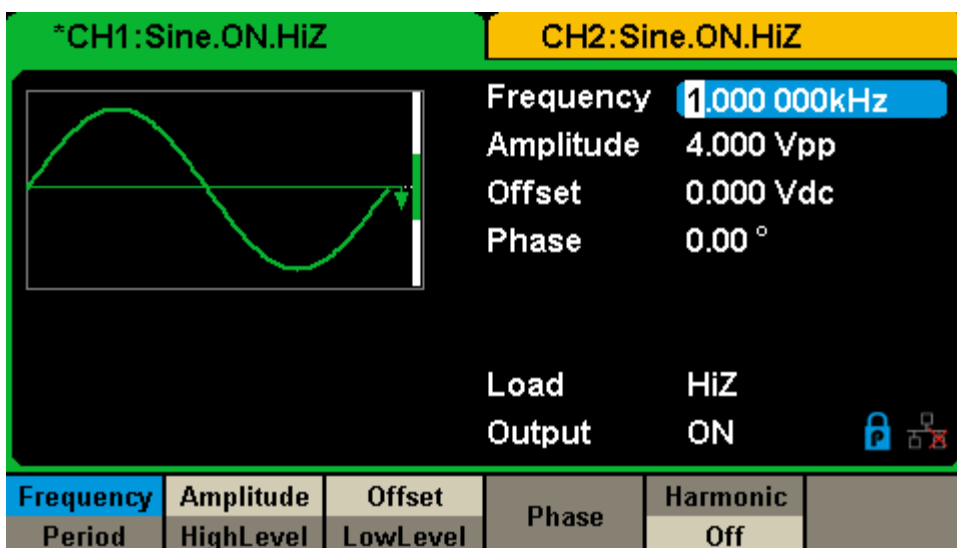 *CH1:Sine.ON.HiZ
CH2:Sine.ON.HiZ
Frequency 1.000 000kHz
Amplitude 4.000 Vpp
Offset 0.000 Vdc
Phase 0.00 °
Load HiZ
Output ON
P
Frequency Amplitude Offset Phase Harmonic
Period HighLevel LowLevel Off